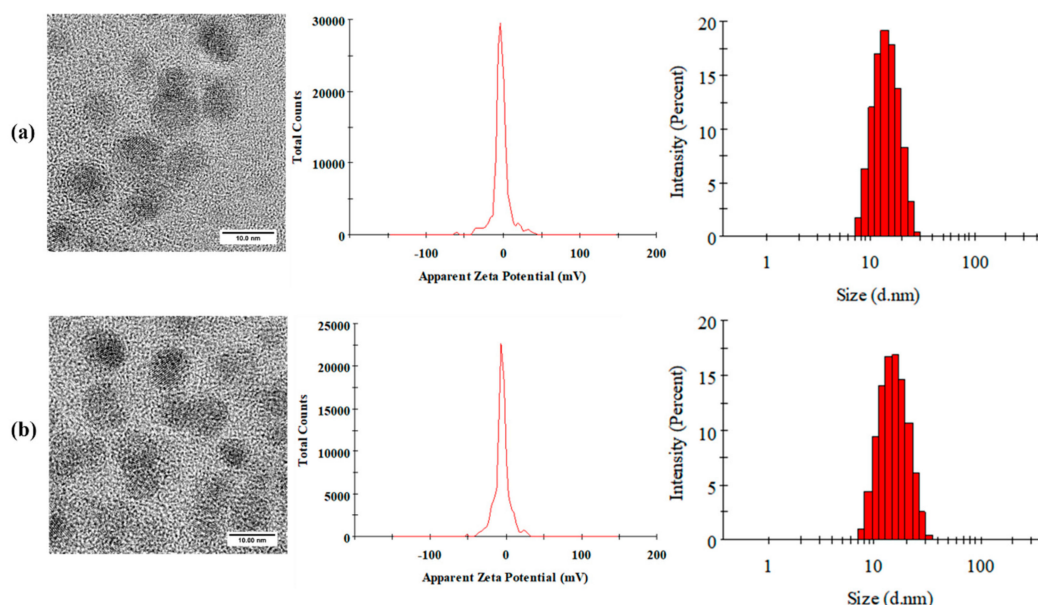 (a)
10.0 nm
30000
20000
10000
0
Total Counts
-100 0 100 200
Apparent Zeta Potential (mV)
20
15
10
5
0
Intensity (Percent)
1 10 100
Size (d.nm)
(b)
10.00 nm
25000
20000
15000
10000
5000
0
Total Counts
-100 0 100 200
Apparent Zeta Potential (mV)
20
15
10
5
0
Intensity (Percent)
1 10 100
Size (d.nm)